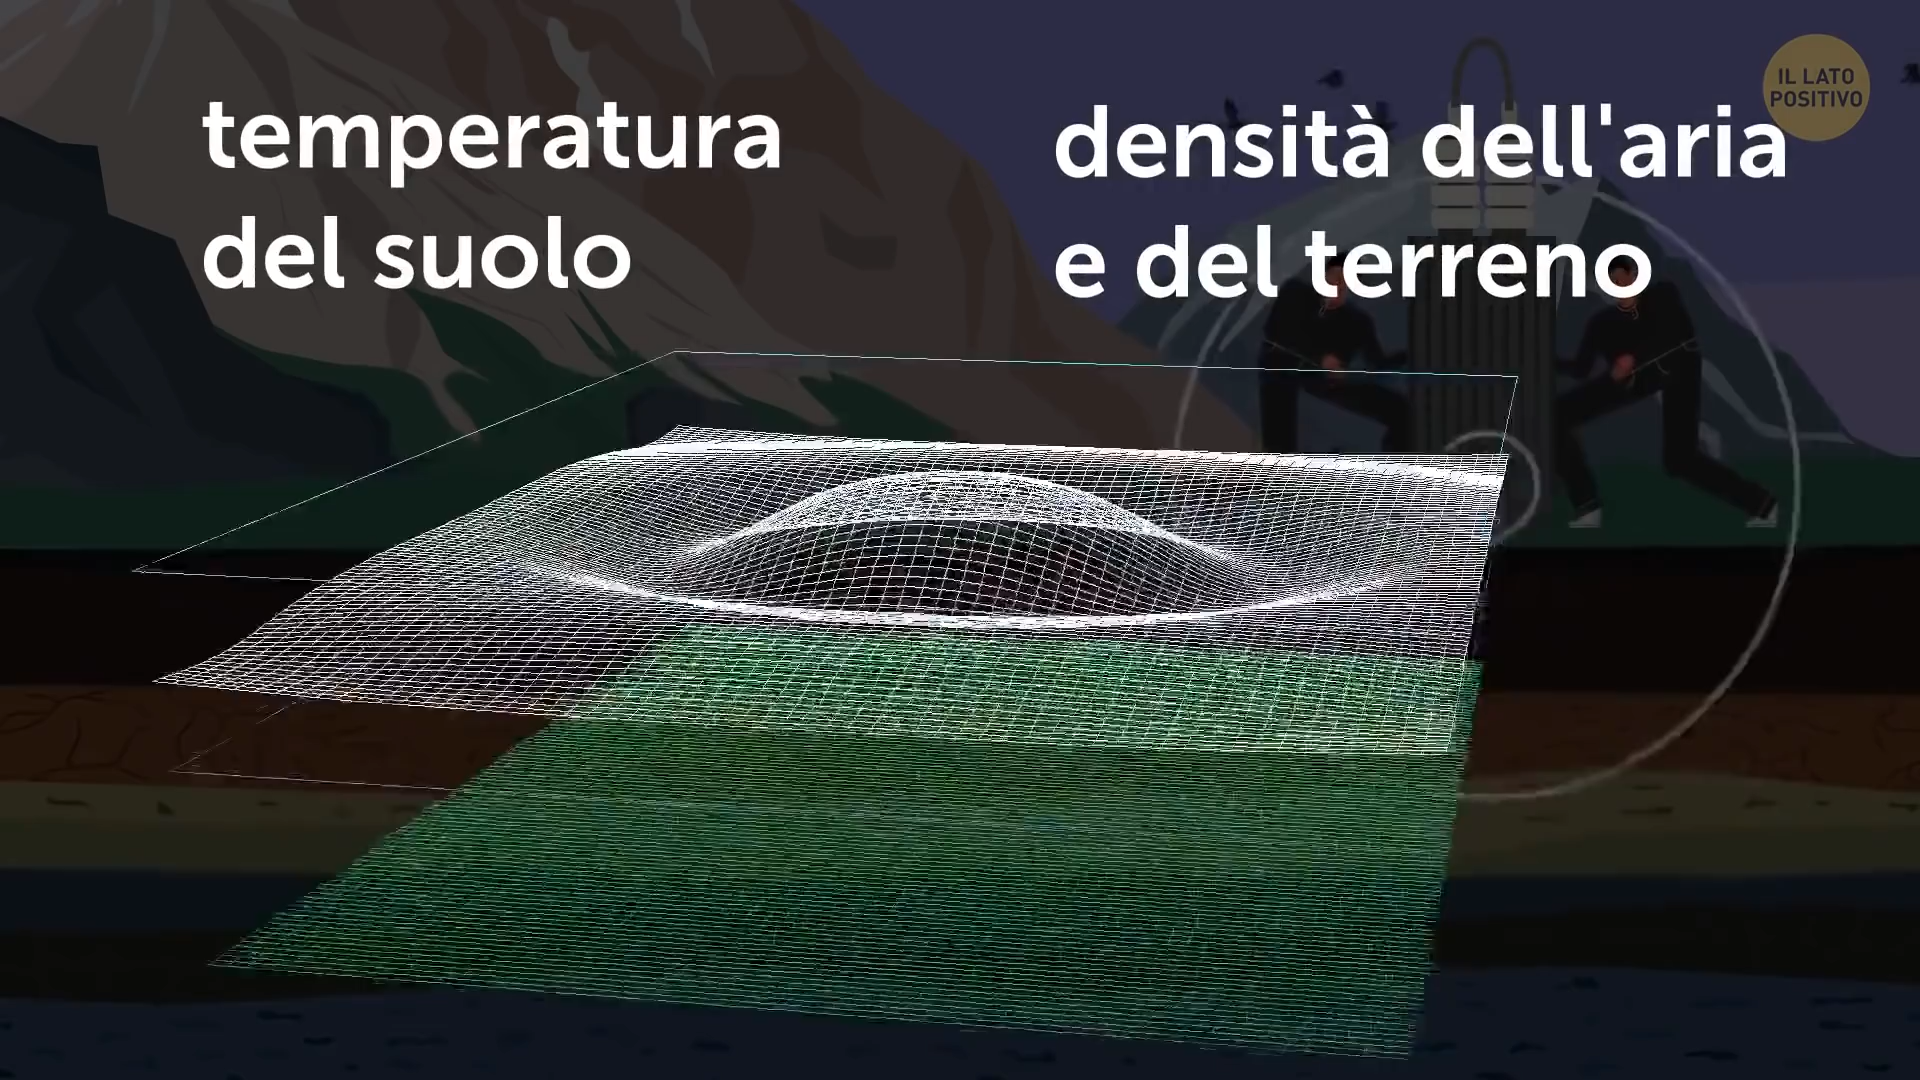 temperatura
del suolo
densità dell'aria
e del terreno
IL LATO
POSITIVO